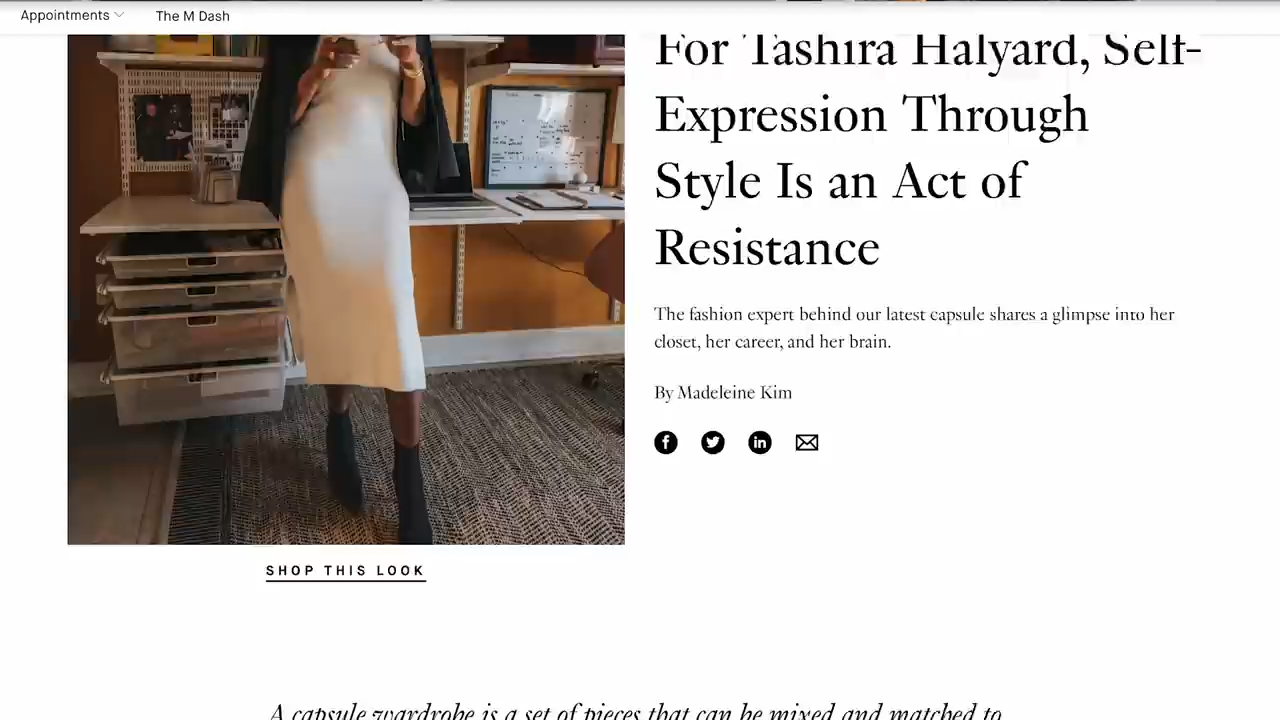 Appointments
The M Dash
For Tashira Halyard, Self-
Expression Through
Style Is an Act of
Resistance
The fashion expert behind our latest capsule shares a glimpse into her
closet, her career, and her brain.
By Madeleine Kim
SHOP THIS LOOK
A capsule wardrobe is a set of pieces that can be mixed and matched to